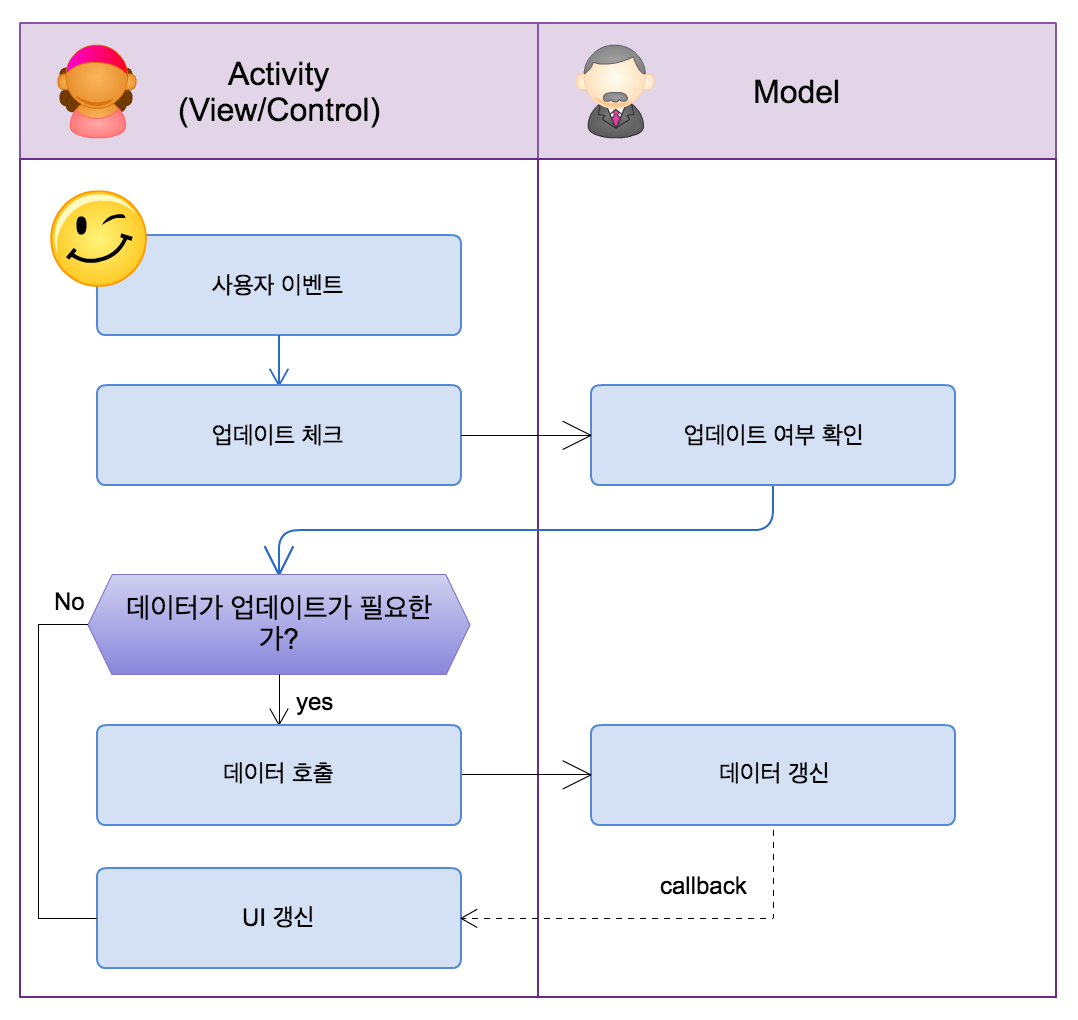 Activity
(View/Control)
Model
사용자 이벤트
업데이트 체크
업데이트 여부 확인
No
데이터가 업데이트가 필요한
가?
yes
데이터 호출
데이터 갱신
callback
UI 갱신